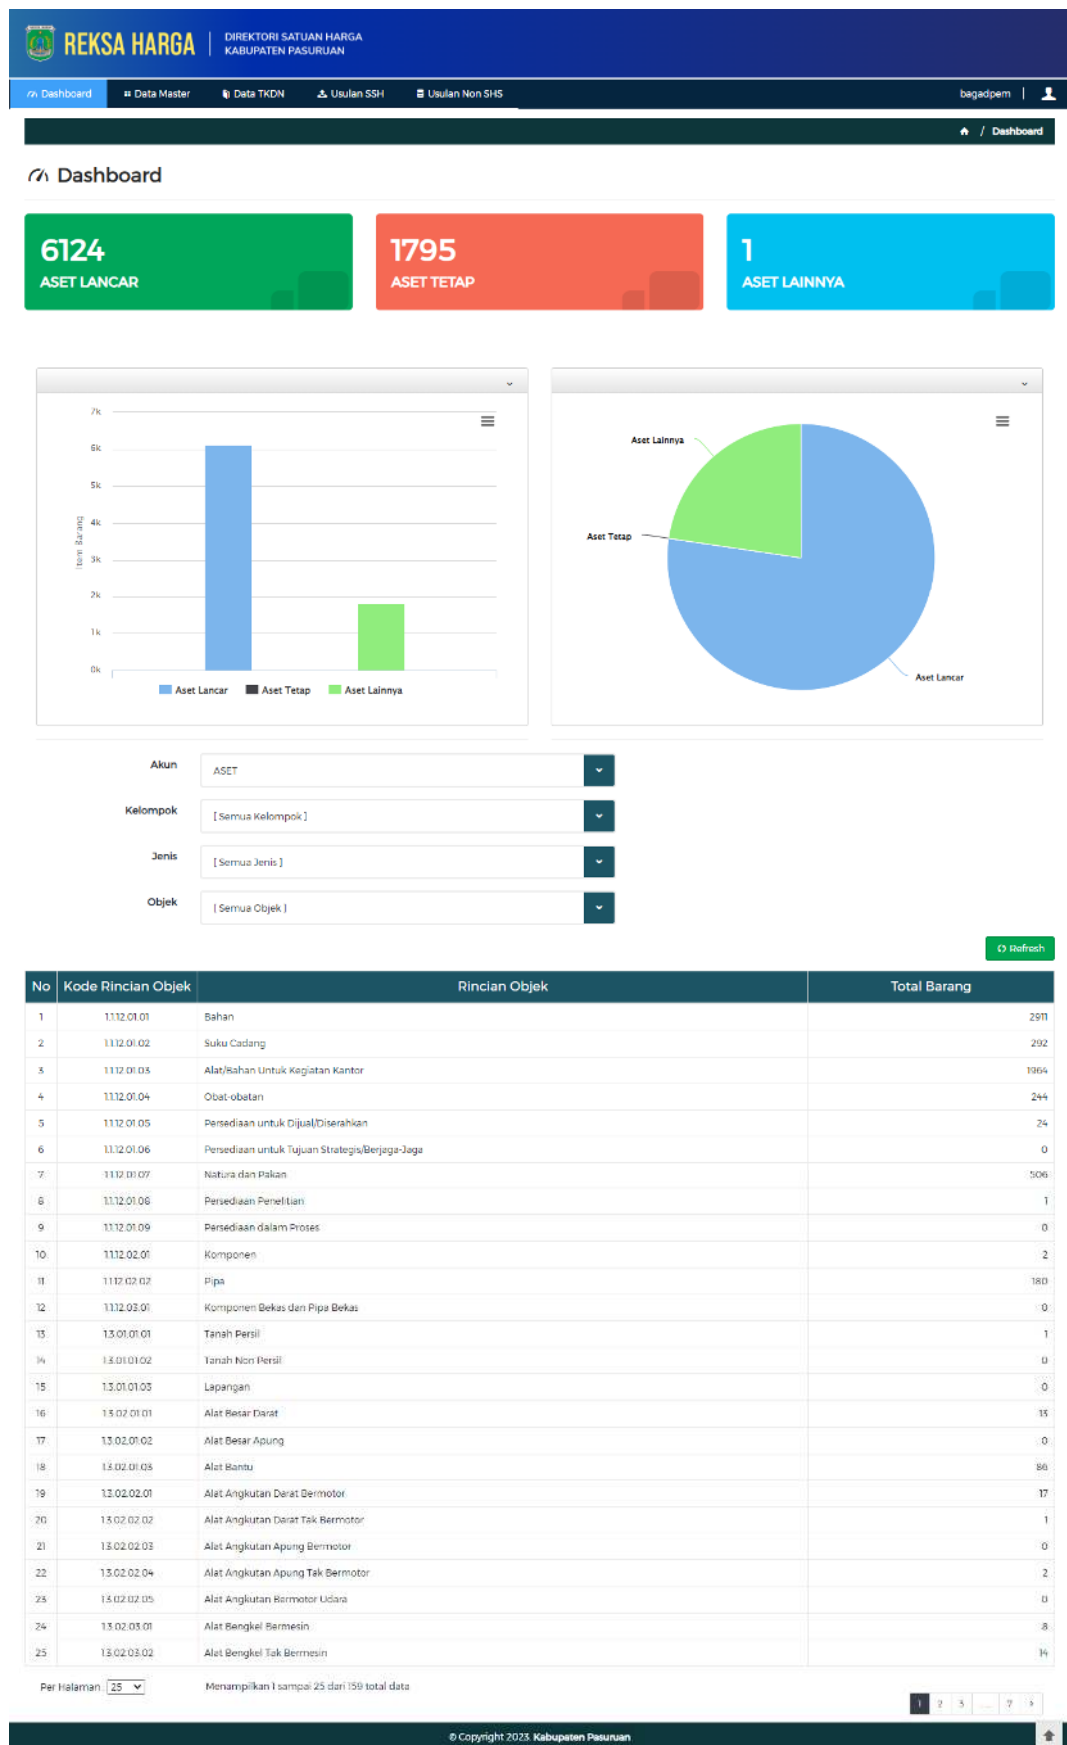 REKSA HARGA
DIREKTORI SATUAN HARGA
KABUPATEN PASURUAN
Dashboard Data Master Data TKDN Usulan SSH Usulan Non SHS bagadpem |
/ Dashboard
Dashboard
6124
ASET LANCAR
1795
ASET TETAP
1
ASET LAINNYA
7k
6k
5k
4k
3k
2k
1k
0k
Item Barang
Aset Lancar Aset Tetap Aset Lainnya
Aset Lainnya
Aset Tetap
Aset Lancar
Akun ASET
Kelompok [ Semua Kelompok ]
Jenis [ Semua Jenis ]
Objek [ Semua Objek ]
Refresh
No Kode Rincian Objek Rincian Objek Total Barang
1 1.1.12.01.01 Bahan 2911
2 1.1.12.01.02 Suku Cadang 292
3 1.1.12.01.03 Alat/Bahan Untuk Kegiatan Kantor 1964
4 1.1.12.01.04 Obat-obatan 244
5 1.1.12.01.05 Persediaan untuk Dijual/Diserahkan 24
6 1.1.12.01.06 Persediaan untuk Tujuan Strategis/Berjaga-Jaga 0
7 1.1.12.01.07 Natura dan Pakan 506
8 1.1.12.01.08 Persediaan Penelitian 1
9 1.1.12.01.09 Persediaan dalam Proses 0
10 1.1.12.02.01 Komponen 2
11 1.1.12.02.02 Pipa 180
12 1.1.12.03.01 Komponen Bekas dan Pipa Bekas 0
13 1.3.01.01.01 Tanah Persil 1
14 1.3.01.01.02 Tanah Non Persil 0
15 1.3.01.01.03 Lapangan 0
16 1.3.02.01.01 Alat Besar Darat 13
17 1.3.02.01.02 Alat Besar Apung 0
18 1.3.02.01.03 Alat Bantu 86
19 1.3.02.02.01 Alat Angkutan Darat Bermotor 17
20 1.3.02.02.02 Alat Angkutan Darat Tak Bermotor 1
21 1.3.02.02.03 Alat Angkutan Apung Bermotor 0
22 1.3.02.02.04 Alat Angkutan Apung Tak Bermotor 2
23 1.3.02.02.05 Alat Angkutan Bermotor Udara 0
24 1.3.02.03.01 Alat Bengkel Bermesin 8
25 1.3.02.03.02 Alat Bengkel Tak Bermesin 14
Per Halaman : 25 Menampilkan 1 sampai 25 dari 159 total data
1 2 3 ... 7 ›
© Copyright 2023. Kabupaten Pasuruan